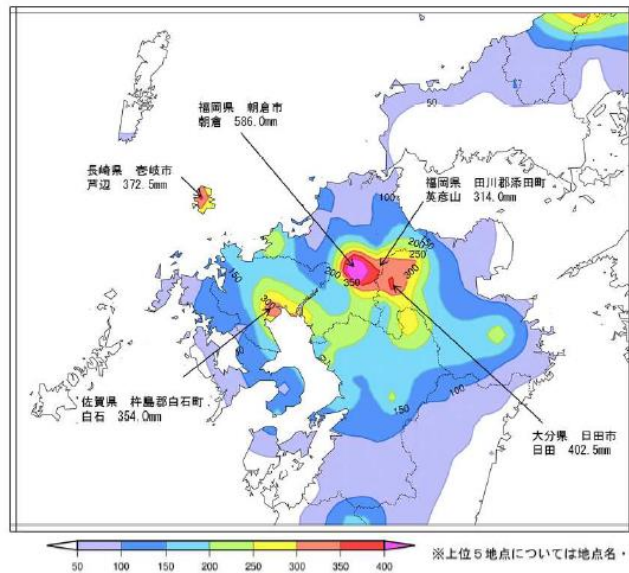 福岡県　朝倉市
朝倉　586.0mm
長崎県　壱岐市
芦辺　372.5mm
福岡県　田川郡添田町
英彦山　314.0mm
佐賀県　杵島郡白石町
白石　354.0mm
大分県　日田市
日田　402.5mm
50
100
200
250
300
200
350
150
300
100
150
50 100 150 200 250 300 350 400
※上位５地点については地点名・